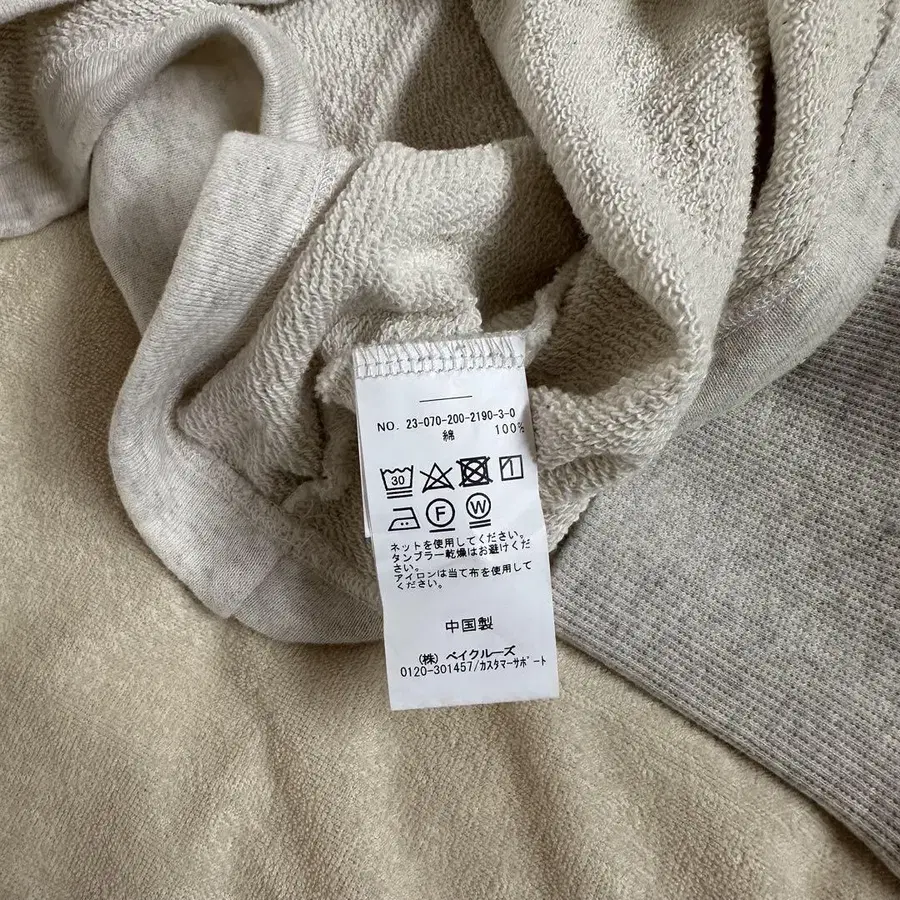 NO. 23-070-200-2190-3-0
綿 100%
30
F W
ネットを使用してください。
タンブラー乾燥はお避けくだ
さい。
アイロンは当て布を使用して
ください。
中国製
(株) ベイクルーズ
0120-301457/カスタマーサポート